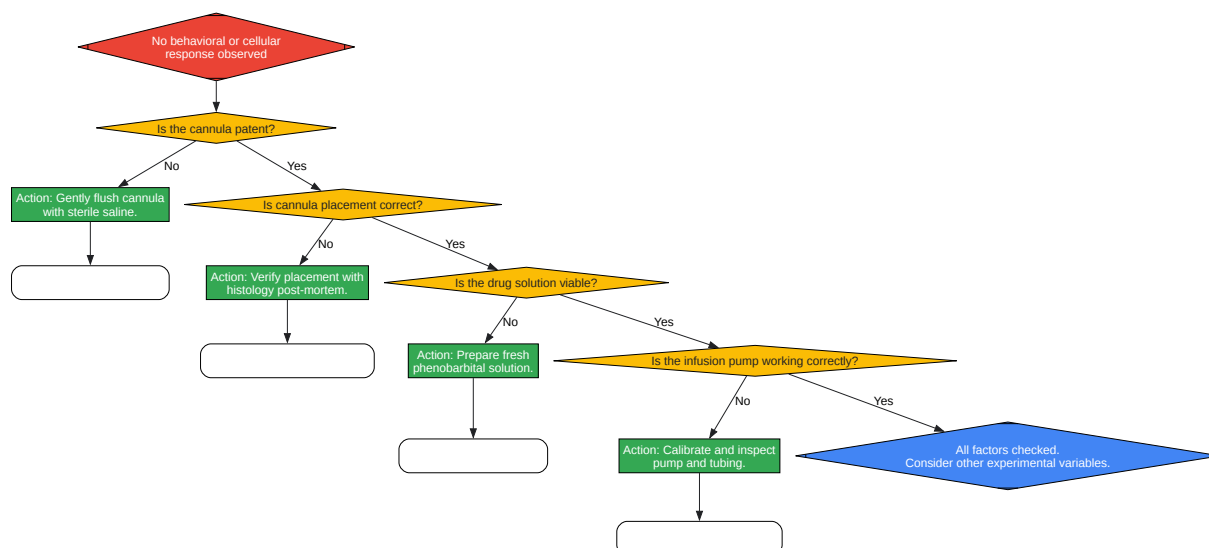 No behavioral or cellular
response observed
Is the cannula patent?
No
Yes
Action: Gently flush cannula
with sterile saline.
Is cannula placement correct?
No
Yes
Action: Verify placement with
histology post-mortem.
Is the drug solution viable?
No
Yes
Action: Prepare fresh
phenobarbital solution.
Is the infusion pump working correctly?
No
Yes
Action: Calibrate and inspect
pump and tubing.
All factors checked.
Consider other experimental variables.